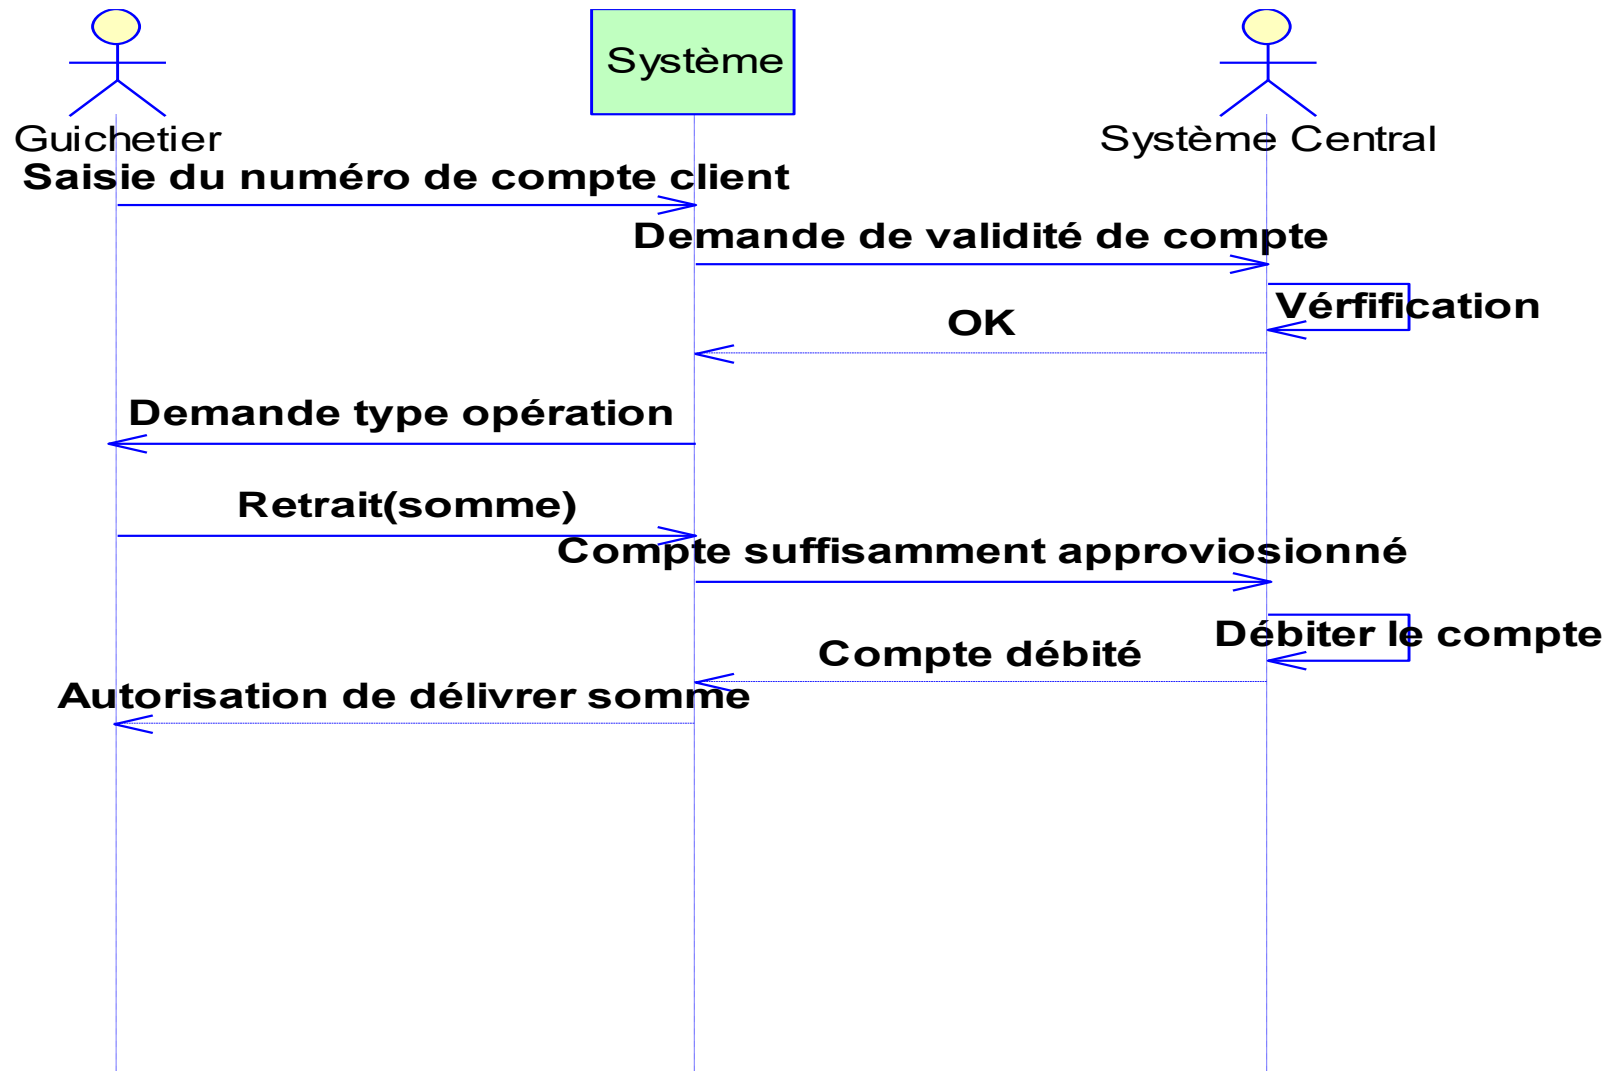 Système
Guichetier
Système Central
Saisie du numéro de compte client
Demande de validité de compte
Vérfification
OK
Demande type opération
Retrait(somme)
Compte suffisamment approviosionné
Débiter le compte
Compte débité
Autorisation de délivrer somme